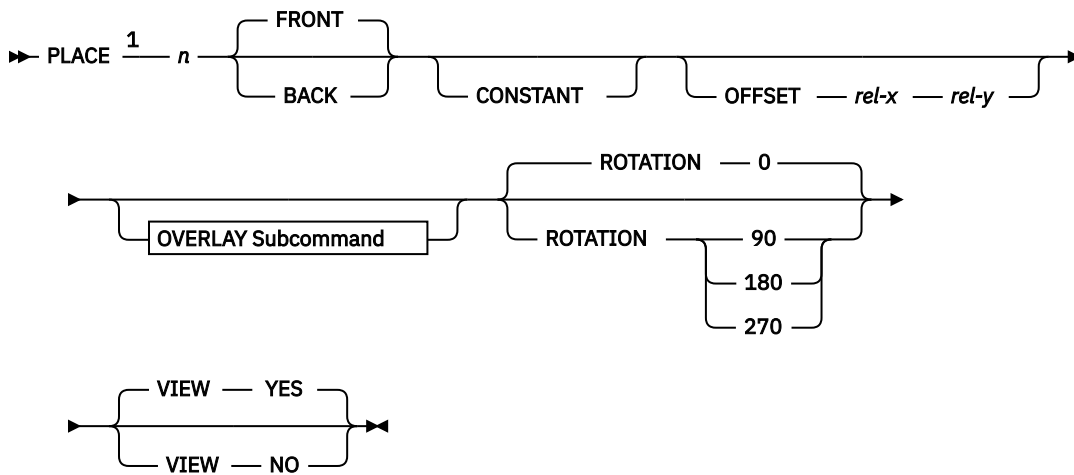 FRONT
PLACE 1 n
BACK
CONSTANT
OFFSET rel-x rel-y
ROTATION 0
OVERLAY Subcommand
ROTATION 90
180
270
VIEW YES
VIEW NO